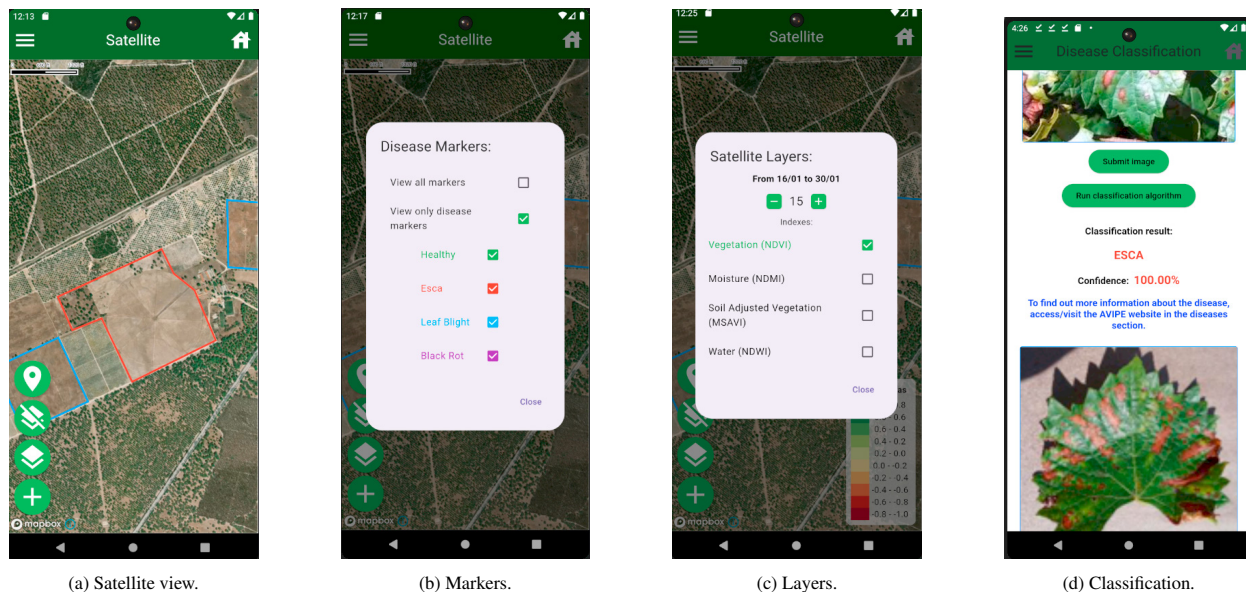 12:13
Satellite
mapbox
(a) Satellite view.
12:17
Satellite
Disease Markers:
View all markers
View only disease
markers
Healthy
Esca
Leaf Blight
Black Rot
Close
mapbox
(b) Markers.
12:25
Satellite
Satellite Layers:
From 16/01 to 30/01
15
Indexes:
Vegetation (NDVI)
Moisture (NDMI)
Soil Adjusted Vegetation
(MSAVI)
Water (NDWI)
Close
0.6 - 0.4
0.4 - 0.2
0.2 - 0.0
0.0 - -0.2
-0.2 - -0.4
-0.4 - -0.6
-0.6 - -0.8
-0.8 - -1.0
mapbox
(c) Layers.
4:26
Disease Classification
Submit image
Run classification algorithm
Classification result:
ESCA
Confidence: 100.00%
To find out more information about the disease,
access/visit the AVIPE website in the diseases
section.
(d) Classification.